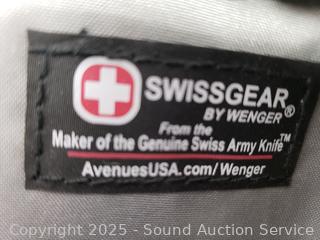 SWISSGEAR
BY WENGER®
From the
Maker of the Genuine Swiss Army Knife™
AvenuesUSA.com/Wenger
Copyright 2025 - Sound Auction Service